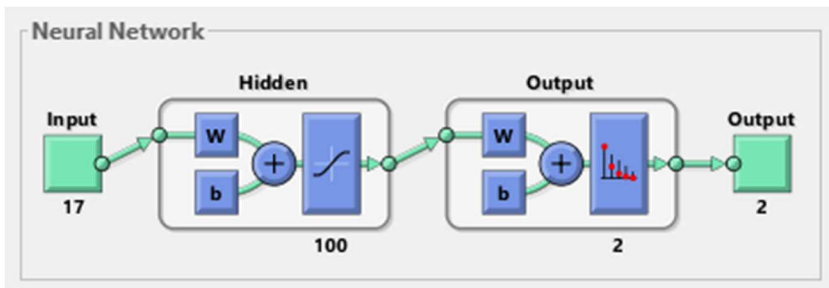 Neural Network
Hidden
Output
Input
W
W
Output
+
+
b
b
17
2
100
2